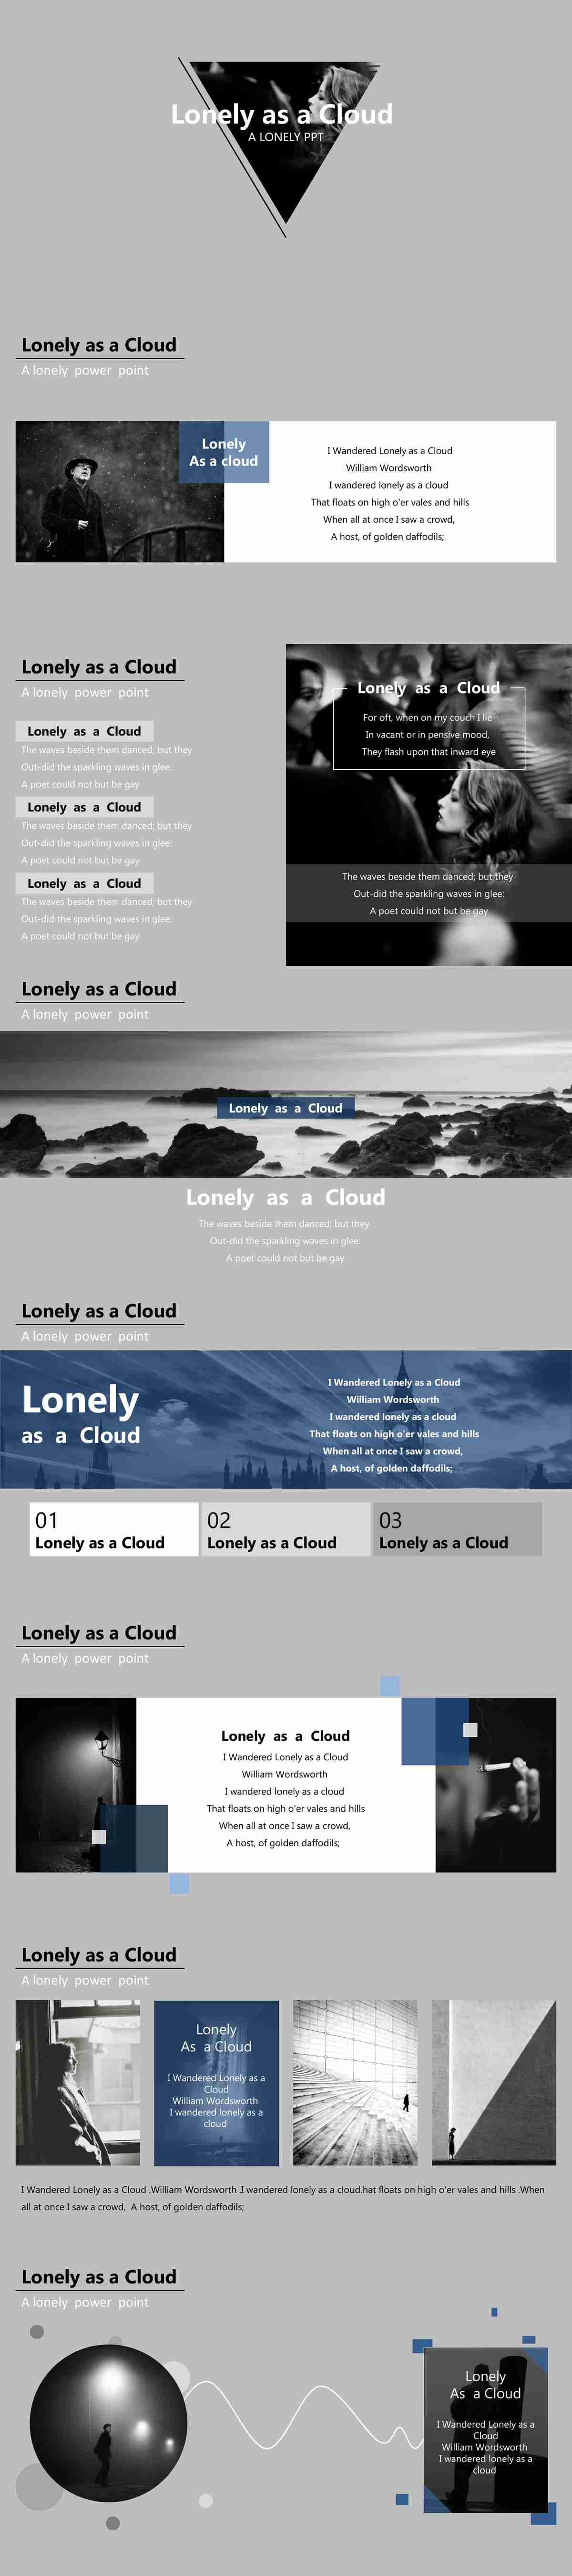 Lonely as a Cloud
A LONELY PPT
Lonely as a Cloud
A lonely power point
Lonely
As a cloud
I Wandered Lonely as a Cloud
William Wordsworth
I wandered lonely as a cloud
That floats on high o'er vales and hills
When all at once I saw a crowd,
A host, of golden daffodils;
Lonely as a Cloud
A lonely power point
Lonely as a Cloud
The waves beside them danced; but they
Out-did the sparkling waves in glee:
A poet could not but be gay
Lonely as a Cloud
The waves beside them danced; but they
Out-did the sparkling waves in glee:
A poet could not but be gay
Lonely as a Cloud
The waves beside them danced; but they
Out-did the sparkling waves in glee:
A poet could not but be gay
Lonely as a Cloud
For oft, when on my couch I lie
In vacant or in pensive mood,
They flash upon that inward eye
The waves beside them danced; but they
Out-did the sparkling waves in glee:
A poet could not but be gay
Lonely as a Cloud
A lonely power point
Lonely as a Cloud
Lonely as a Cloud
The waves beside them danced; but they
Out-did the sparkling waves in glee:
A poet could not but be gay
Lonely as a Cloud
A lonely power point
Lonely
as a Cloud
I Wandered Lonely as a Cloud
William Wordsworth
I wandered lonely as a cloud
That floats on high o'er vales and hills
When all at once I saw a crowd,
A host, of golden daffodils;
01
Lonely as a Cloud
02
Lonely as a Cloud
03
Lonely as a Cloud
Lonely as a Cloud
A lonely power point
Lonely as a Cloud
I Wandered Lonely as a Cloud
William Wordsworth
I wandered lonely as a cloud
That floats on high o'er vales and hills
When all at once I saw a crowd,
A host, of golden daffodils;
Lonely as a Cloud
A lonely power point
Lonely
As a Cloud
I Wandered Lonely as a
Cloud
William Wordsworth
I wandered lonely as a
cloud
I Wandered Lonely as a Cloud .William Wordsworth .I wandered lonely as a cloud.hat floats on high o'er vales and hills .When
all at once I saw a crowd, A host, of golden daffodils;
Lonely as a Cloud
A lonely power point
Lonely
As a Cloud
I Wandered Lonely as a
Cloud
William Wordsworth
I wandered lonely as a
cloud